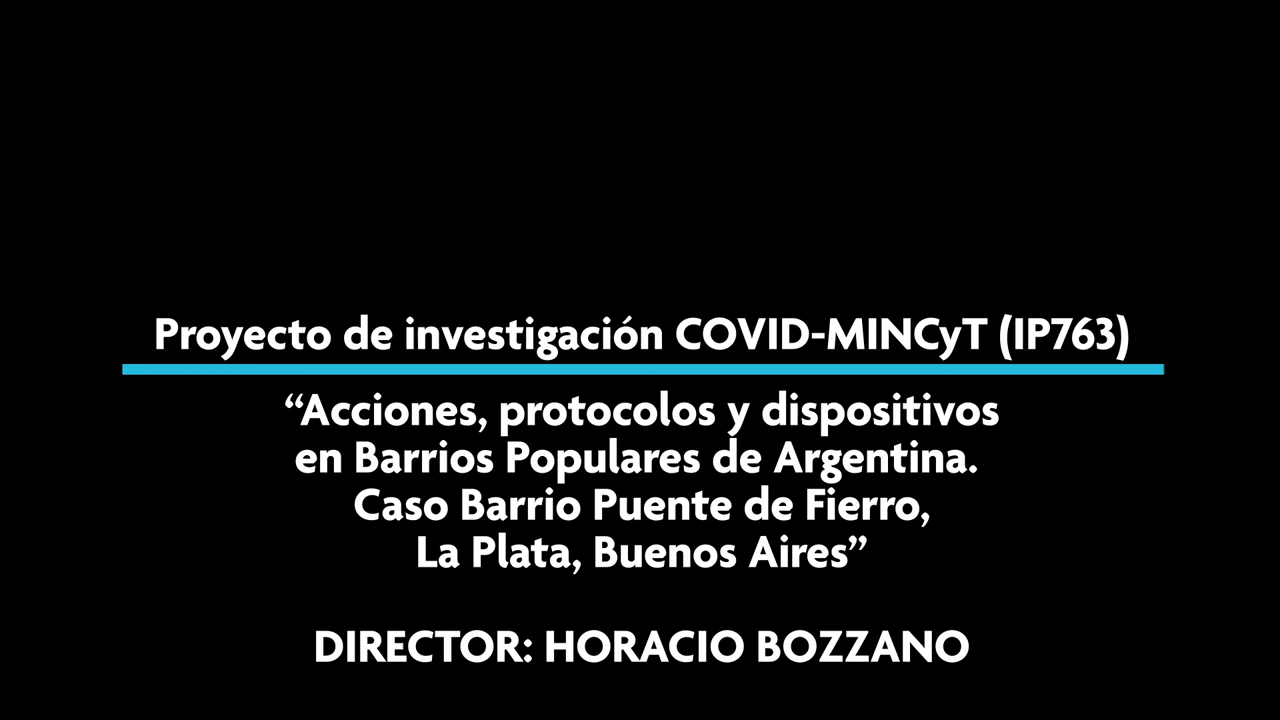 Proyecto de investigación COVID-MINCyT (IP763)
“Acciones, protocolos y dispositivos
en Barrios Populares de Argentina.
Caso Barrio Puente de Fierro,
La Plata, Buenos Aires”
DIRECTOR: HORACIO BOZZANO